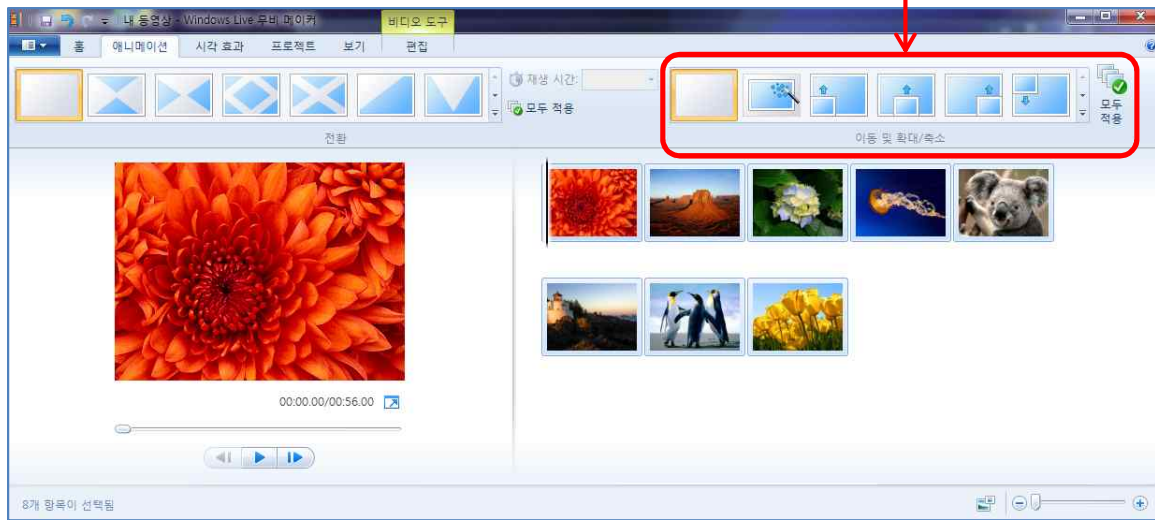 내 동영상 - Windows Live 무비 메이커
비디오 도구
홈 애니메이션 시각 효과 프로젝트 보기 편집
재생 시간:
모두 적용
모두 적용
전환
이동 및 확대/축소
00:00.00/00:56.00
8개 항목이 선택됨